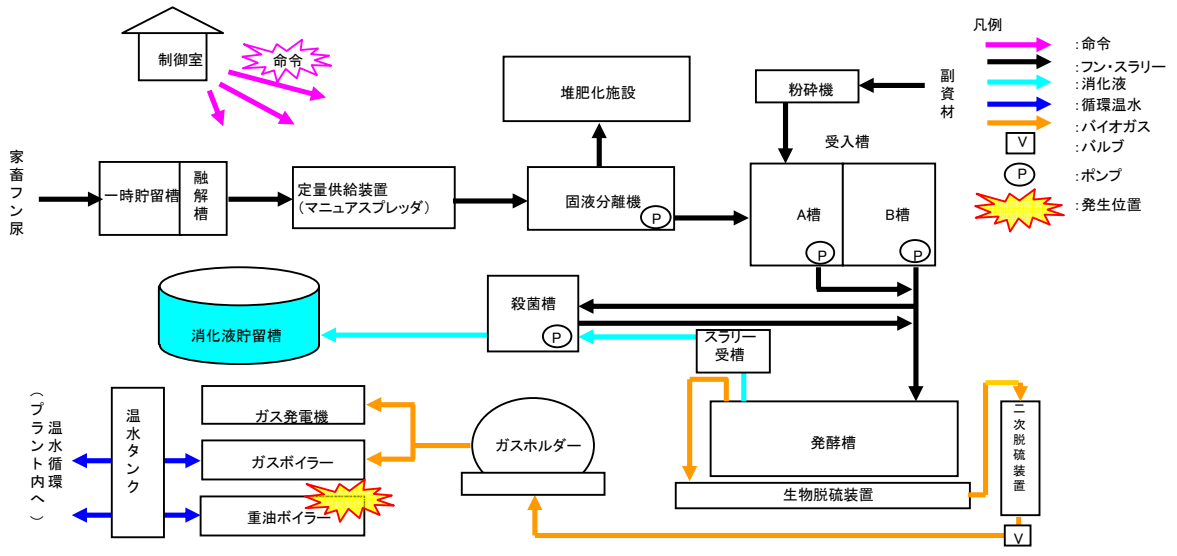 制御室
命令
凡例
:命令
:フン・スラリー
:消化液
:循環温水
:バイオガス
V
:バルブ
P
:ポンプ
:発生位置
堆肥化施設
粉砕機
副資材
受入槽
家畜フン尿
一時貯留槽
融解槽
定量供給装置
(マニュアスプレッダ)
固液分離機
P
A槽
P
B槽
P
消化液貯留槽
殺菌槽
P
スラリー
受槽
温水循環
(プラント内へ)
温水タンク
ガス発電機
ガスボイラー
重油ボイラー
ガスホルダー
発酵槽
生物脱硫装置
二次脱硫装置
V